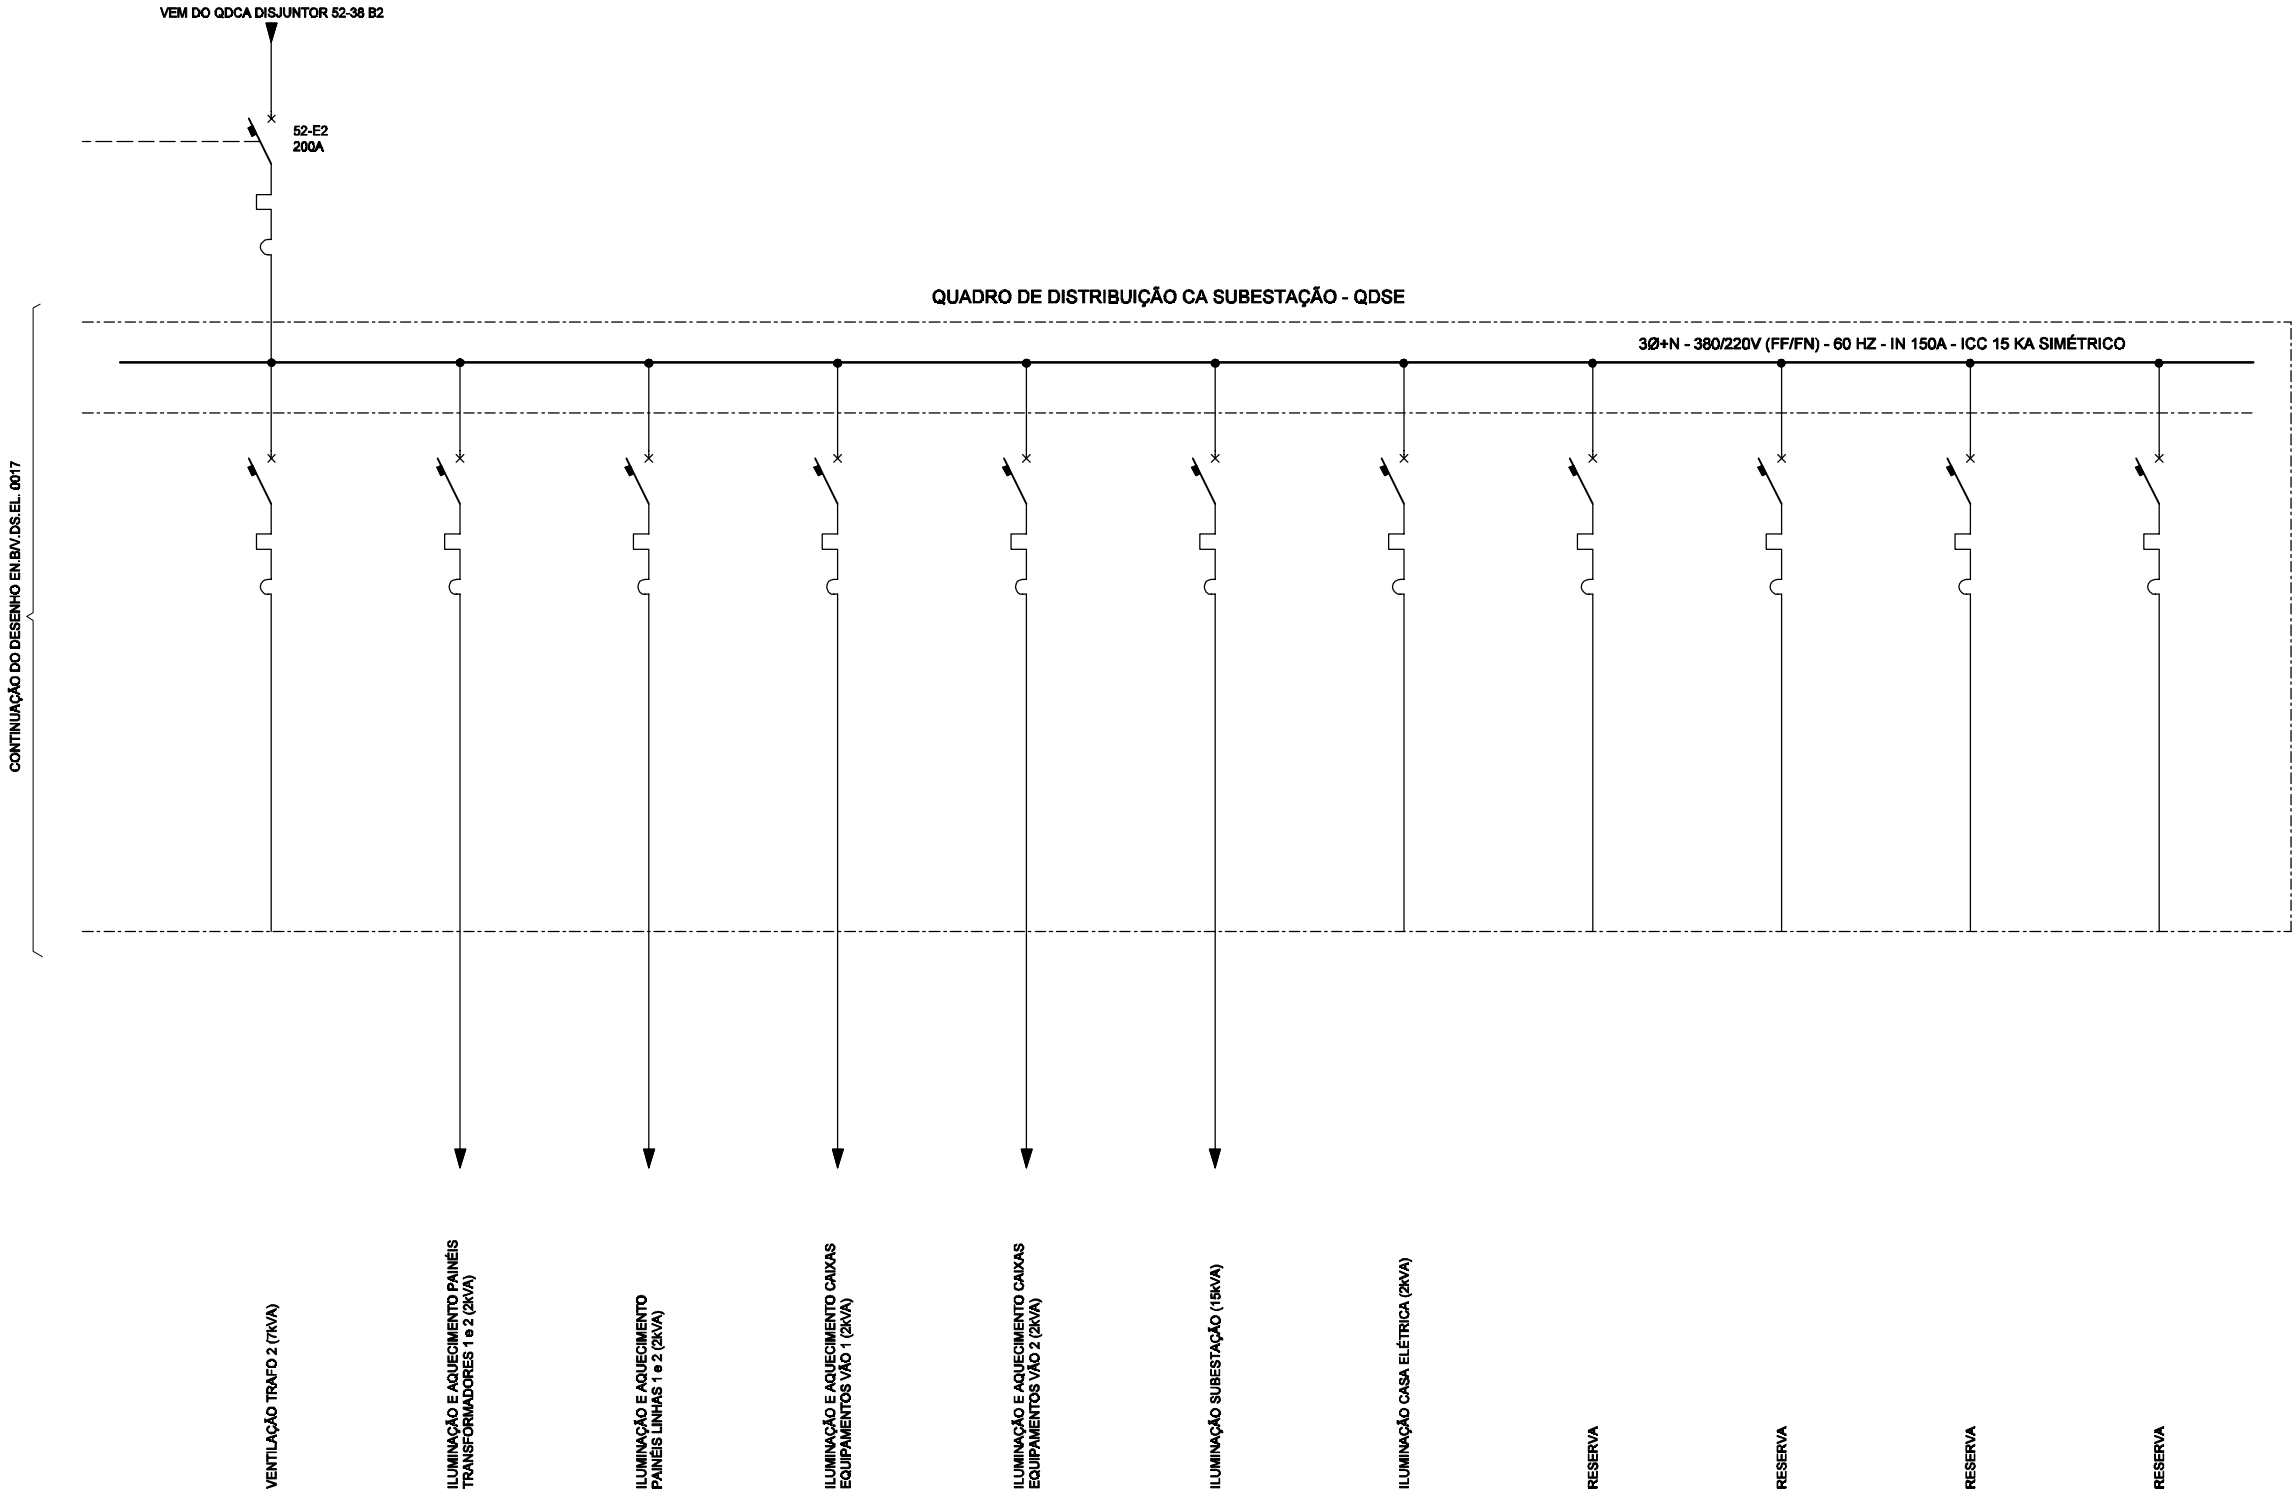 VEM DO QDCA DISJUNTOR 52-38 B2
52-E2
200A
QUADRO DE DISTRIBUIÇÃO CA SUBESTAÇÃO - QDSE
3Ø+N - 380/220V (FF/FN) - 60 HZ - IN 150A - ICC 15 KA SIMÉTRICO
CONTINUAÇÃO DO DESENHO EN.B/V.DS.EL. 0017
VENTILAÇÃO TRAFO 2 (7kVA)
ILUMINAÇÃO E AQUECIMENTO PAINÉIS
TRANSFORMADORES 1 e 2 (2kVA)
ILUMINAÇÃO E AQUECIMENTO
PAINÉIS LINHAS 1 e 2 (2kVA)
ILUMINAÇÃO E AQUECIMENTO CAIXAS
EQUIPAMENTOS VÃO 1 (2kVA)
ILUMINAÇÃO E AQUECIMENTO CAIXAS
EQUIPAMENTOS VÃO 2 (2kVA)
ILUMINAÇÃO SUBESTAÇÃO (15kVA)
ILUMINAÇÃO CASA ELÉTRICA (2kVA)
RESERVA
RESERVA
RESERVA
RESERVA